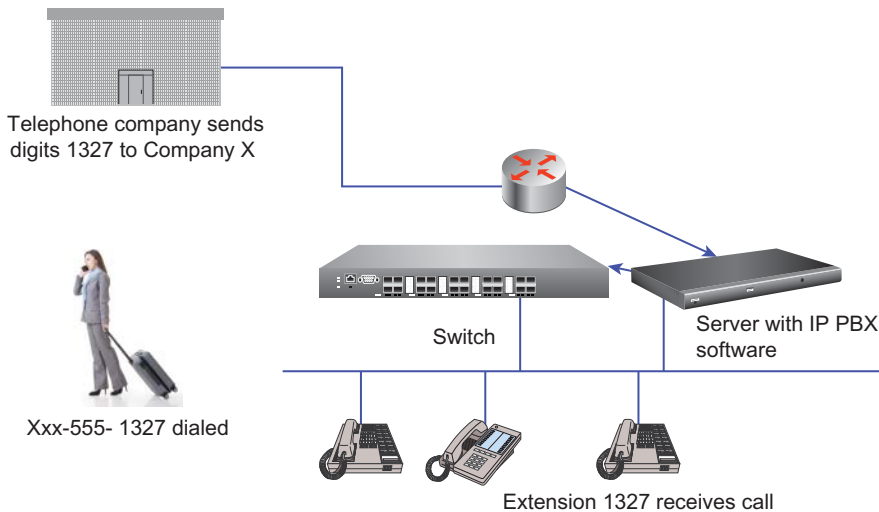 Telephone company sends
digits 1327 to Company X
Switch
Server with IP PBX
software
Xxx-555- 1327 dialed
Extension 1327 receives call